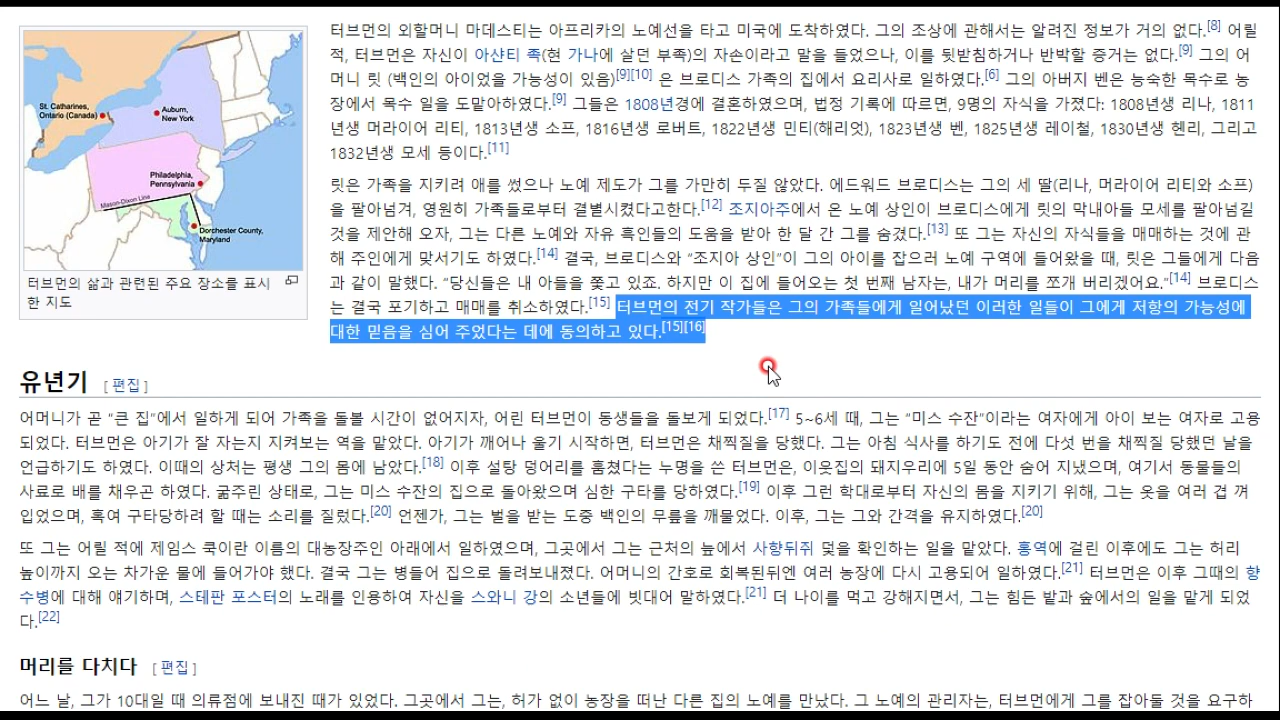 St. Catharines,
Ontario (Canada)
Auburn,
New York
Philadelphia,
Pennsylvania
Mason-Dixon Line
Dorchester County,
Maryland
터브먼의 삶과 관련된 주요 장소를 표시
한 지도
터브먼의 외할머니 마데스티는 아프리카의 노예선을 타고 미국에 도착하였다. 그의 조상에 관해서는 알려진 정보가 거의 없다.[8] 어릴
적, 터브먼은 자신이 아샨티 족(현 가나에 살던 부족)의 자손이라고 말을 들었으나, 이를 뒷받침하거나 반박할 증거는 없다.[9] 그의 어
머니 릿 (백인의 아이었을 가능성이 있음)[9][10] 은 브로디스 가족의 집에서 요리사로 일하였다.[6] 그의 아버지 벤은 능숙한 목수로 농
장에서 목수 일을 도맡아하였다.[9] 그들은 1808년경에 결혼하였으며, 법정 기록에 따르면, 9명의 자식을 가졌다: 1808년생 리나, 1811
년생 머라이어 리티, 1813년생 소프, 1816년생 로버트, 1822년생 민티(해리엇), 1823년생 벤, 1825년생 레이철, 1830년생 헨리, 그리고
1832년생 모세 등이다.[11]
릿은 가족을 지키려 애를 썼으나 노예 제도가 그를 가만히 두질 않았다. 에드워드 브로디스는 그의 세 딸(리나, 머라이어 리티와 소프)
을 팔아넘겨, 영원히 가족들로부터 결별시켰다고한다.[12] 조지아주에서 온 노예 상인이 브로디스에게 릿의 막내아들 모세를 팔아넘길
것을 제안해 오자, 그는 다른 노예와 자유 흑인들의 도움을 받아 한 달 간 그를 숨겼다.[13] 또 그는 자신의 자식들을 매매하는 것에 관
해 주인에게 맞서기도 하였다.[14] 결국, 브로디스와 “조지아 상인”이 그의 아이를 잡으러 노예 구역에 들어왔을 때, 릿은 그들에게 다음
과 같이 말했다. “당신들은 내 아들을 쫓고 있죠. 하지만 이 집에 들어오는 첫 번째 남자는, 내가 머리를 쪼개 버리겠어요.”[14] 브로디스
는 결국 포기하고 매매를 취소하였다.[15] 터브먼의 전기 작가들은 그의 가족들에게 일어났던 이러한 일들이 그에게 저항의 가능성에
대한 믿음을 심어 주었다는 데에 동의하고 있다.[15][16]
유년기 [편집]
어머니가 곧 “큰 집”에서 일하게 되어 가족을 돌볼 시간이 없어지자, 어린 터브먼이 동생들을 돌보게 되었다.[17] 5~6세 때, 그는 “미스 수잔”이라는 여자에게 아이 보는 여자로 고용
되었다. 터브먼은 아기가 잘 자는지 지켜보는 역을 맡았다. 아기가 깨어나 울기 시작하면, 터브먼은 채찍질을 당했다. 그는 아침 식사를 하기도 전에 다섯 번을 채찍질 당했던 날을
언급하기도 하였다. 이때의 상처는 평생 그의 몸에 남았다.[18] 이후 설탕 덩어리를 훔쳤다는 누명을 쓴 터브먼은, 이웃집의 돼지우리에 5일 동안 숨어 지냈으며, 여기서 동물들의
사료로 배를 채우곤 하였다. 굶주린 상태로, 그는 미스 수잔의 집으로 돌아왔으며 심한 구타를 당하였다.[19] 이후 그런 학대로부터 자신의 몸을 지키기 위해, 그는 옷을 여러 겹 껴
입었으며, 혹여 구타당하려 할 때는 소리를 질렀다.[20] 언젠가, 그는 벌을 받는 도중 백인의 무릎을 깨물었다. 이후, 그는 그와 간격을 유지하였다.[20]
또 그는 어릴 적에 제임스 쿡이란 이름의 대농장주인 아래에서 일하였으며, 그곳에서 그는 근처의 늪에서 사향뒤쥐 덫을 확인하는 일을 맡았다. 홍역에 걸린 이후에도 그는 허리
높이까지 오는 차가운 물에 들어가야 했다. 결국 그는 병들어 집으로 돌려보내졌다. 어머니의 간호로 회복된뒤엔 여러 농장에 다시 고용되어 일하였다.[21] 터브먼은 이후 그때의 향
수병에 대해 얘기하며, 스테판 포스터의 노래를 인용하여 자신을 스와니 강의 소년들에 빗대어 말하였다.[21] 더 나이를 먹고 강해지면서, 그는 힘든 밭과 숲에서의 일을 맡게 되었
다.[22]
머리를 다치다 [편집]
어느 날, 그가 10대일 때 의류점에 보내진 때가 있었다. 그곳에서 그는, 허가 없이 농장을 떠난 다른 집의 노예를 만났다. 그 노예의 관리자는, 터브먼에게 그를 잡아둘 것을 요구하